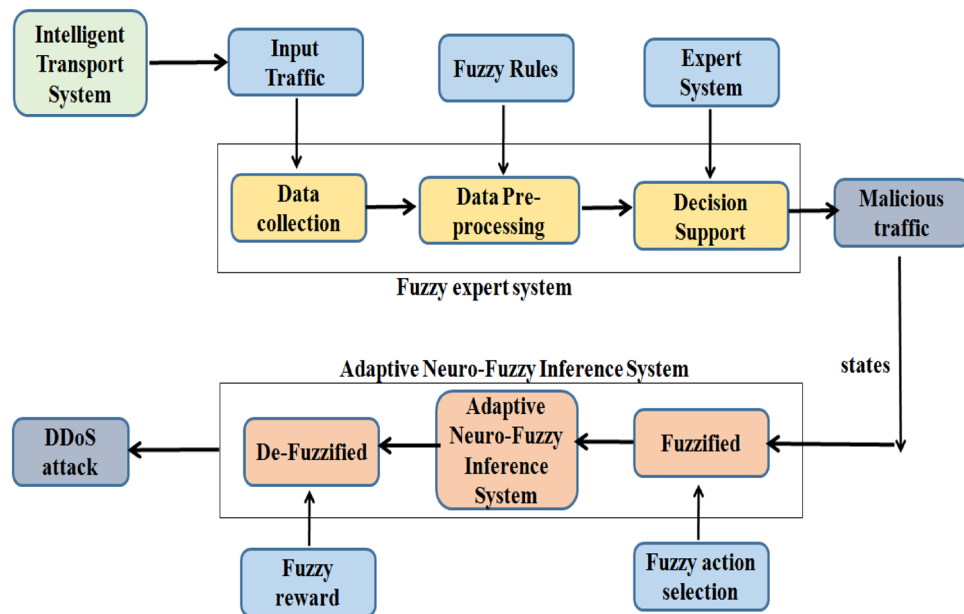 Intelligent
Transport
System
Input
Traffic
Fuzzy Rules
Expert
System
Data
collection
Data Pre-
processing
Decision
Support
Malicious
traffic
Fuzzy expert system
states
Adaptive Neuro-Fuzzy Inference System
DDoS
attack
De-Fuzzified
Adaptive
Neuro-Fuzzy
Inference
System
Fuzzified
Fuzzy
reward
Fuzzy action
selection